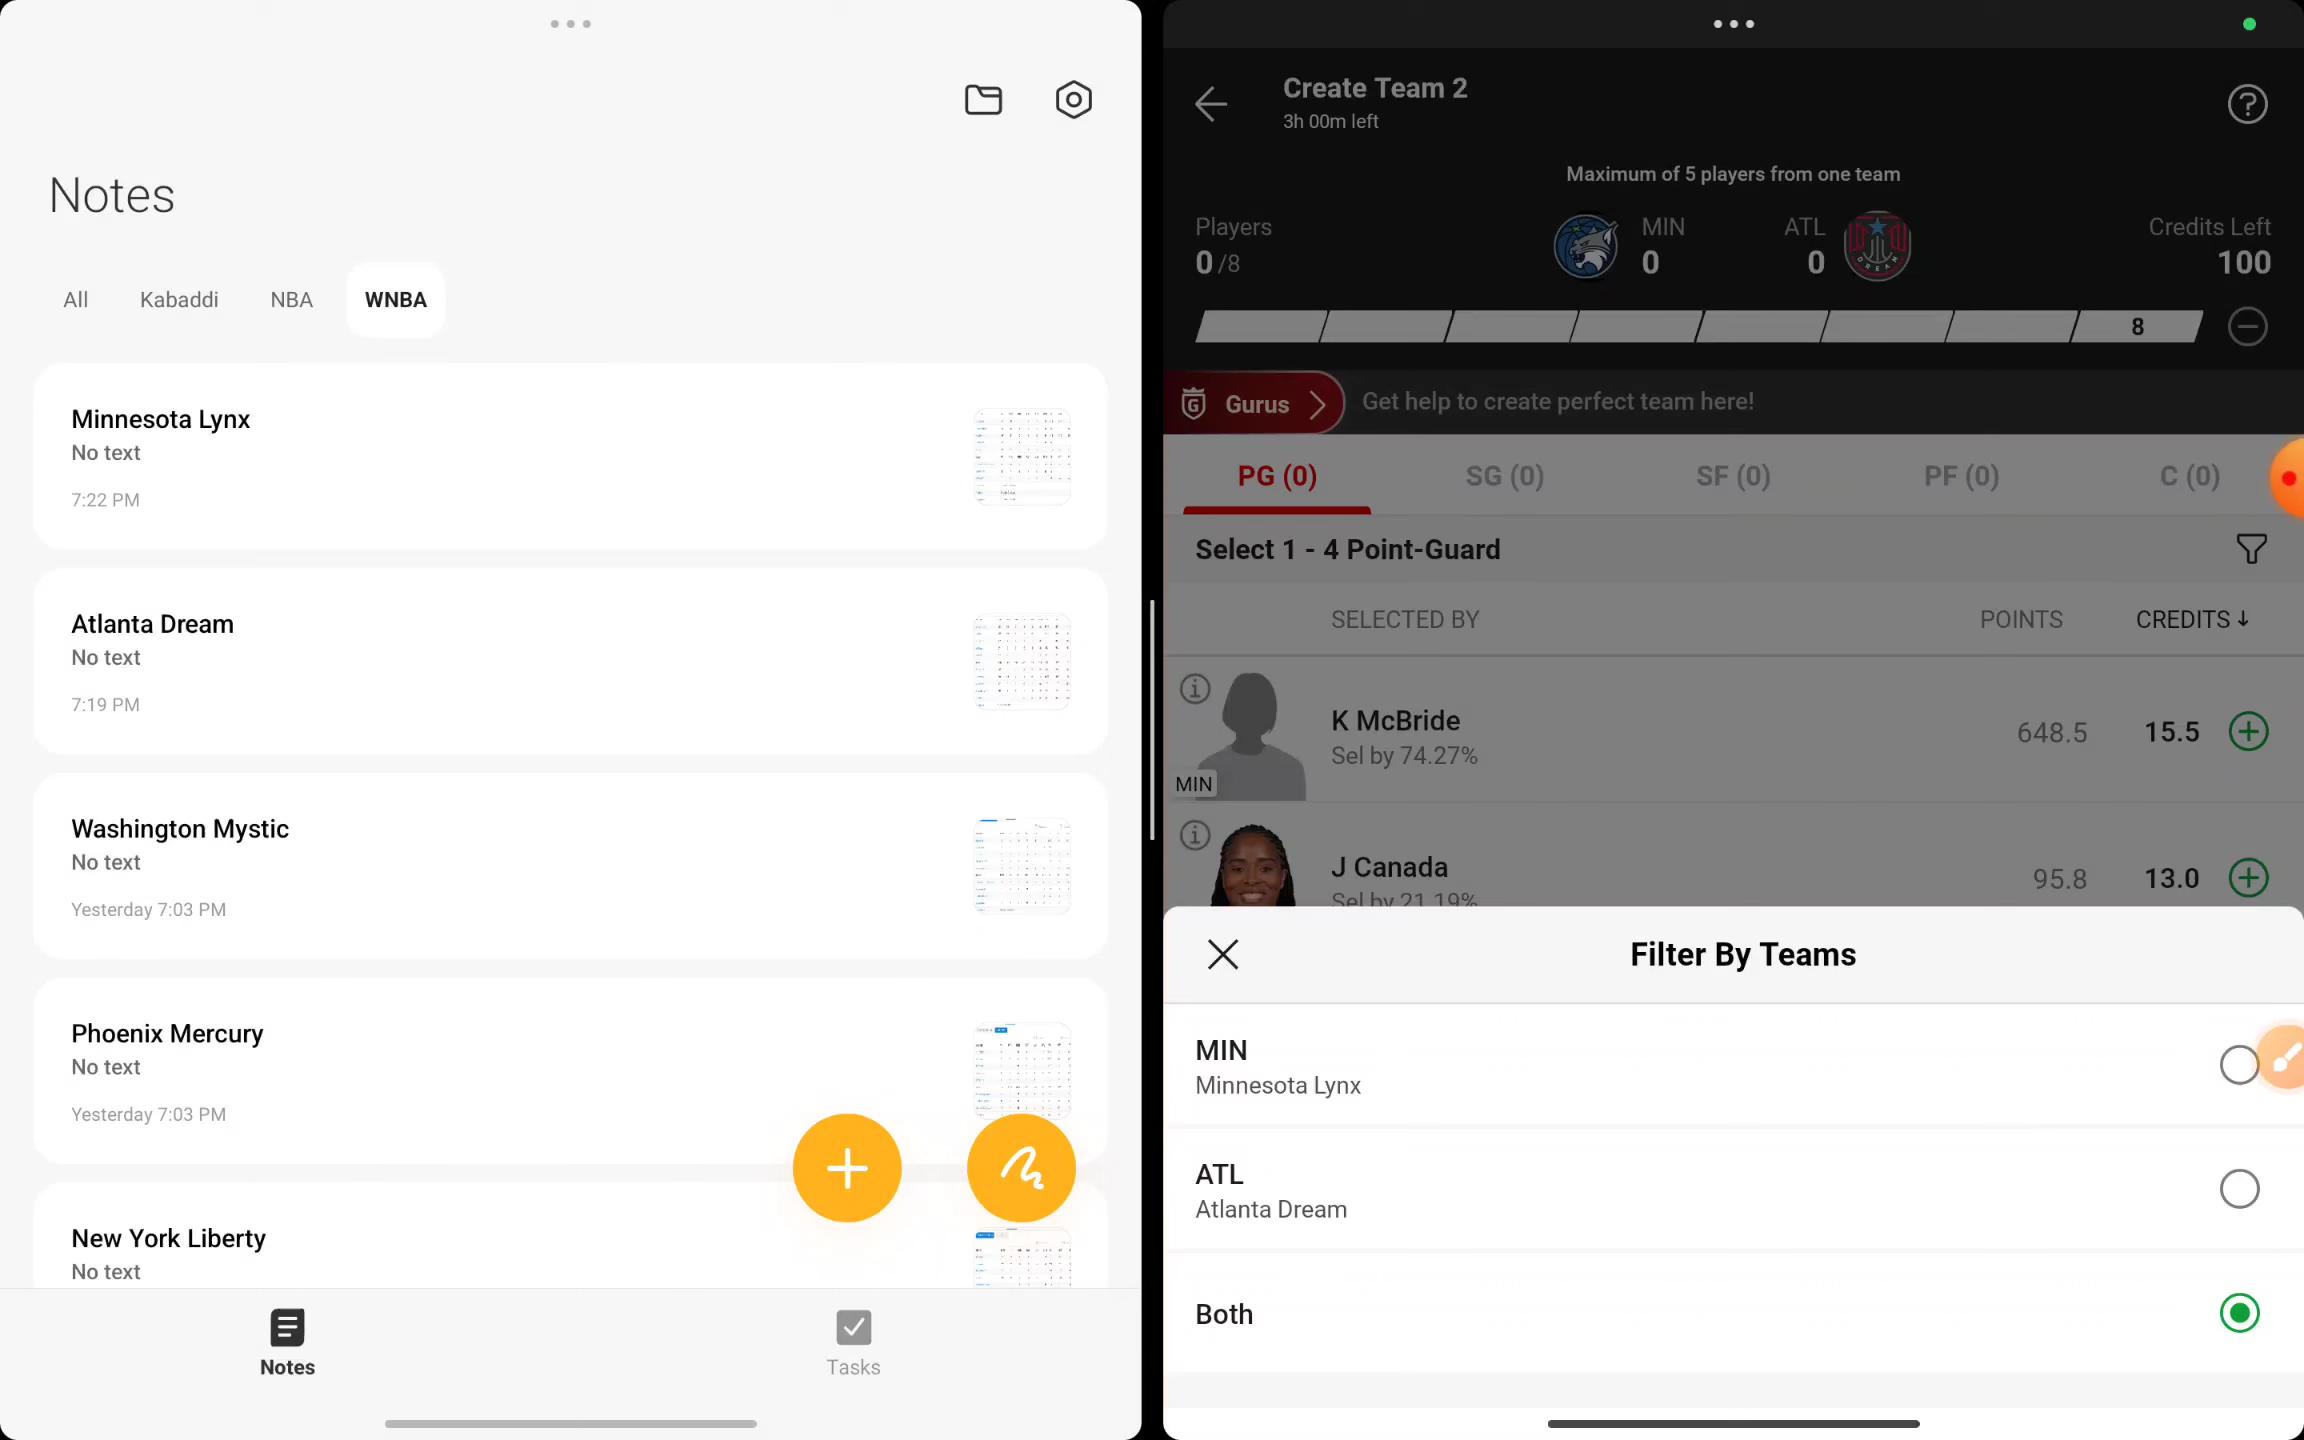 Notes
All
Kabaddi
NBA
WNBA
Minnesota Lynx
No text
7:22 PM
Atlanta Dream
No text
7:19 PM
Washington Mystic
No text
Yesterday 7:03 PM
Phoenix Mercury
No text
Yesterday 7:03 PM
New York Liberty
No text
Notes
Tasks
Create Team 2
3h 00m left
Maximum of 5 players from one team
Players
0/8
MIN
0
ATL
0
Credits Left
100
8
Gurus
Get help to create perfect team here!
PG (0)
SG (0)
SF (0)
PF (0)
C (0)
Select 1 - 4 Point-Guard
SELECTED BY
POINTS
CREDITS
K McBride
Sel by 74.27%
648.5
15.5
MIN
J Canada
Sel by 21.19%
95.8
13.0
Filter By Teams
MIN
Minnesota Lynx
ATL
Atlanta Dream
Both